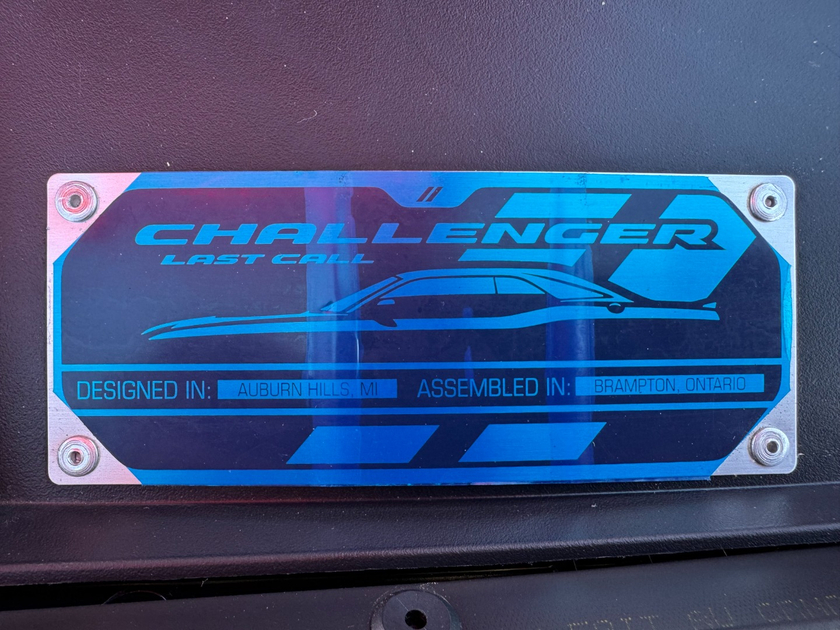 CHALLENGER
LAST CALL
DESIGNED IN: AUBURN HILLS, MI ASSEMBLED IN: BRAMPTON, ONTARIO